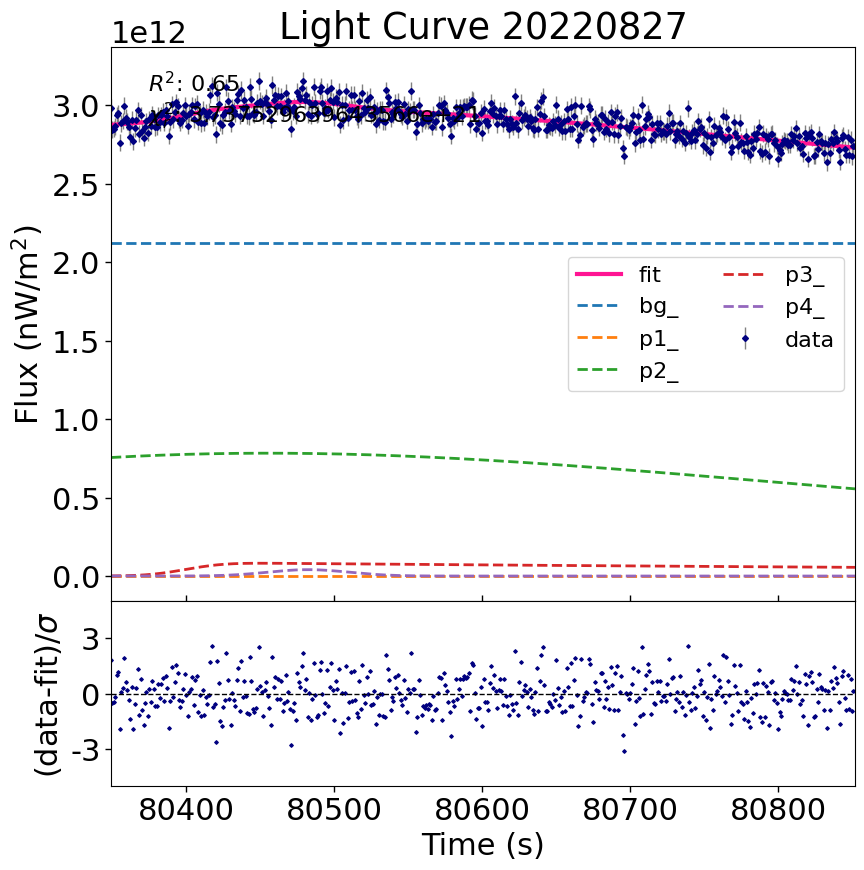 Light Curve 20220827
1e12
R²: 0.65
3.0
2.5
2.0
1.5
1.0
0.5
0.0
Flux (nW/m²)
fit
bg_
p1_
p2_
p3_
p4_
data
3
0
-3
(data-fit)/σ
80400 80500 80600 80700 80800
Time (s)